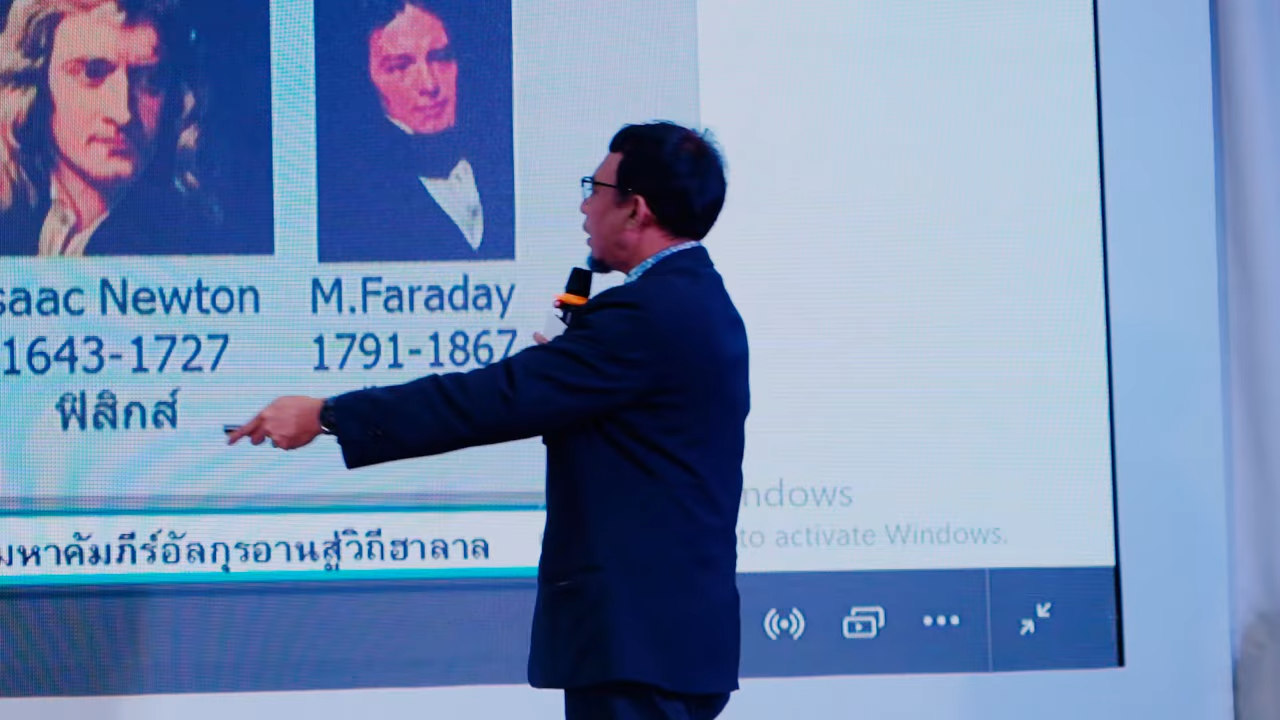 saac Newton
1643-1727
ฟิสิกส์
M.Faraday
1791-1867
มหาคัมภีร์อัลกุรอานสู่วิถีฮาลาล
ndows
to activate Windows.